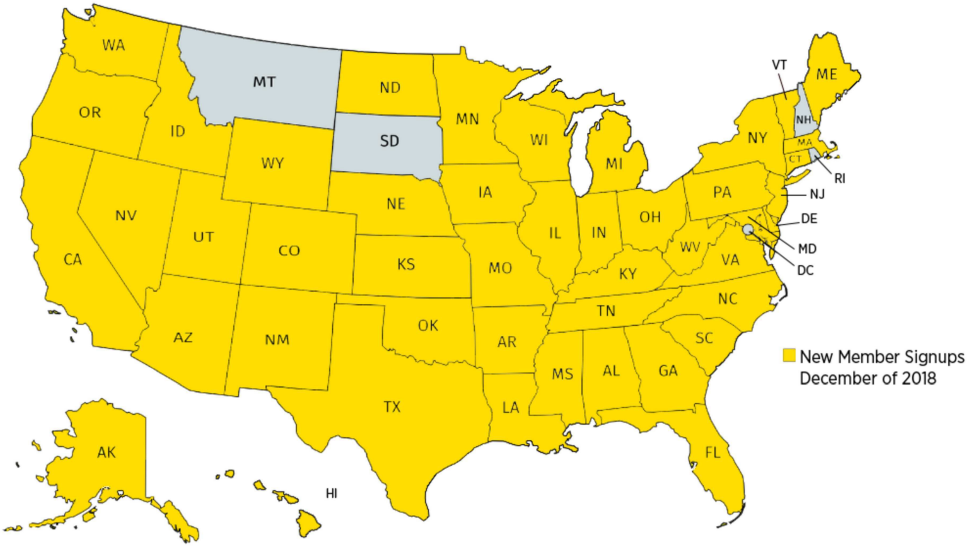 WA
MT
ND
MN
VT
ME
OR
ID
SD
WI
MI
NY
NH
MA
CT
RI
WY
IA
NE
PA
NJ
NV
UT
CO
IL
IN
OH
DE
CA
KS
MO
KY
WV
VA
MD
DC
AZ
NM
OK
AR
TN
NC
SC
TX
LA
MS
AL
GA
New Member Signups
December of 2018
AK
HI
FL